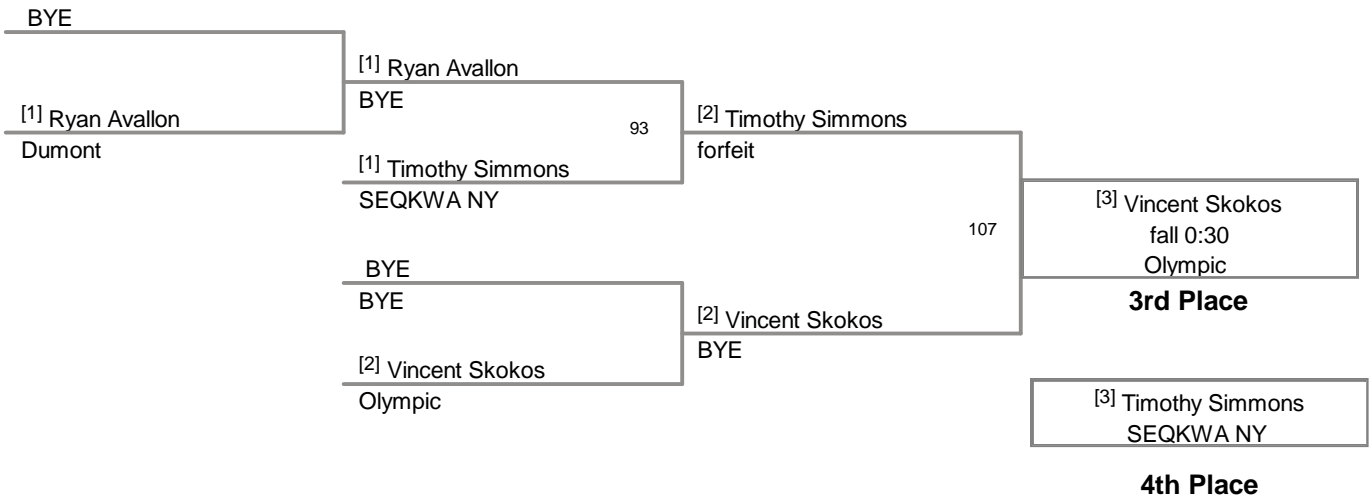 BYE
[1] Ryan Avallon
BYE
[1] Ryan Avallon
Dumont
93
[2] Timothy Simmons
forfeit
[1] Timothy Simmons
SEQKWA NY
[3] Vincent Skokos
fall 0:30
Olympic
107
BYE
BYE
3rd Place
[2] Vincent Skokos
BYE
[2] Vincent Skokos
Olympic
[3] Timothy Simmons
SEQKWA NY
4th Place